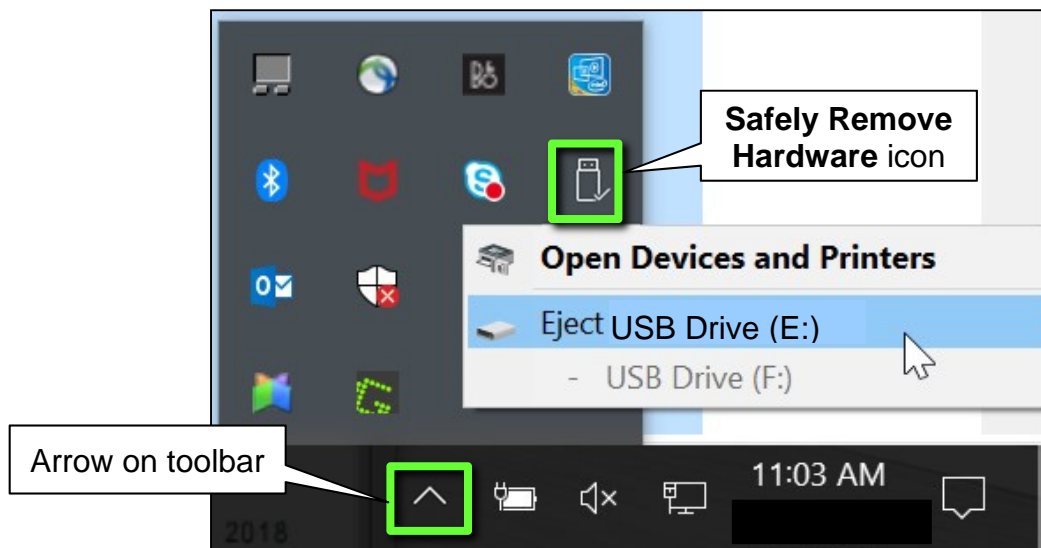 Safely Remove
Hardware icon
Open Devices and Printers
Eject USB Drive (E:)
- USB Drive (F:)
Arrow on toolbar
11:03 AM
2018